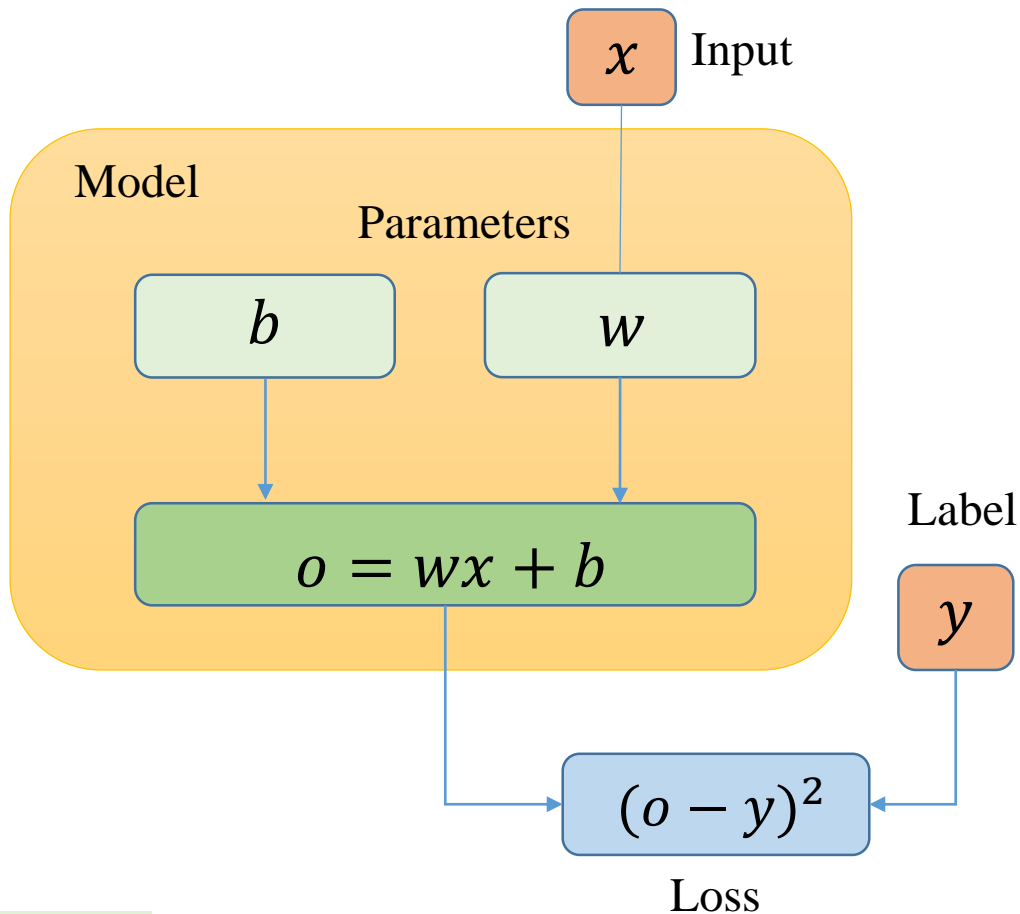 x Input
Model
Parameters
b
w
o = wx + b
Label
y
(o − y)²
Loss